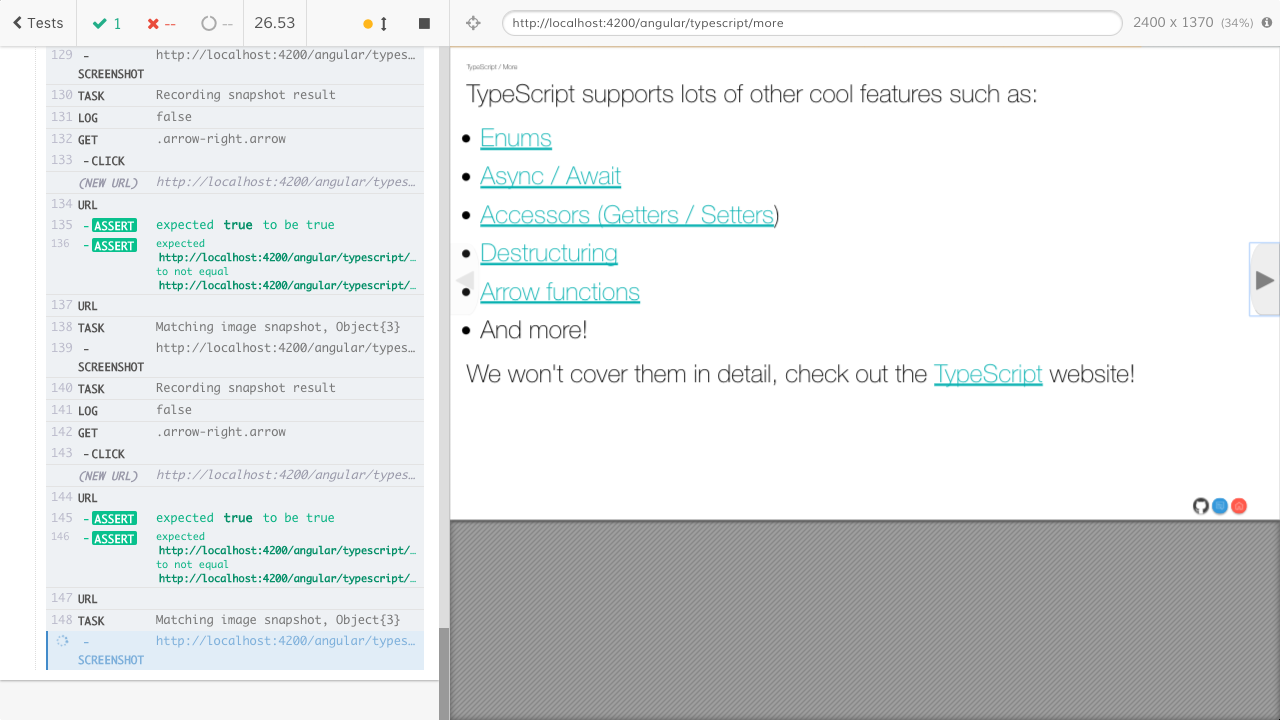 Tests
1
--
--
26.53
http://localhost:4200/angular/typescript/more
2400 x 1370 (34%)
129 - http://localhost:4200/angular/types…
SCREENSHOT
130 TASK Recording snapshot result
131 LOG false
132 GET .arrow-right.arrow
133 - CLICK
(NEW URL) http://localhost:4200/angular/types…
134 URL
135 - ASSERT expected true to be true
136 - ASSERT expected
http://localhost:4200/angular/typescript/…
to not equal
http://localhost:4200/angular/typescript/…
137 URL
138 TASK Matching image snapshot, Object{3}
139 - http://localhost:4200/angular/types…
SCREENSHOT
140 TASK Recording snapshot result
141 LOG false
142 GET .arrow-right.arrow
143 - CLICK
(NEW URL) http://localhost:4200/angular/types…
144 URL
145 - ASSERT expected true to be true
146 - ASSERT expected
http://localhost:4200/angular/typescript/…
to not equal
http://localhost:4200/angular/typescript/…
147 URL
148 TASK Matching image snapshot, Object{3}
- http://localhost:4200/angular/types…
SCREENSHOT
TypeScript / More
TypeScript supports lots of other cool features such as:
Enums
Async / Await
Accessors (Getters / Setters)
Destructuring
Arrow functions
And more!
We won't cover them in detail, check out the TypeScript website!